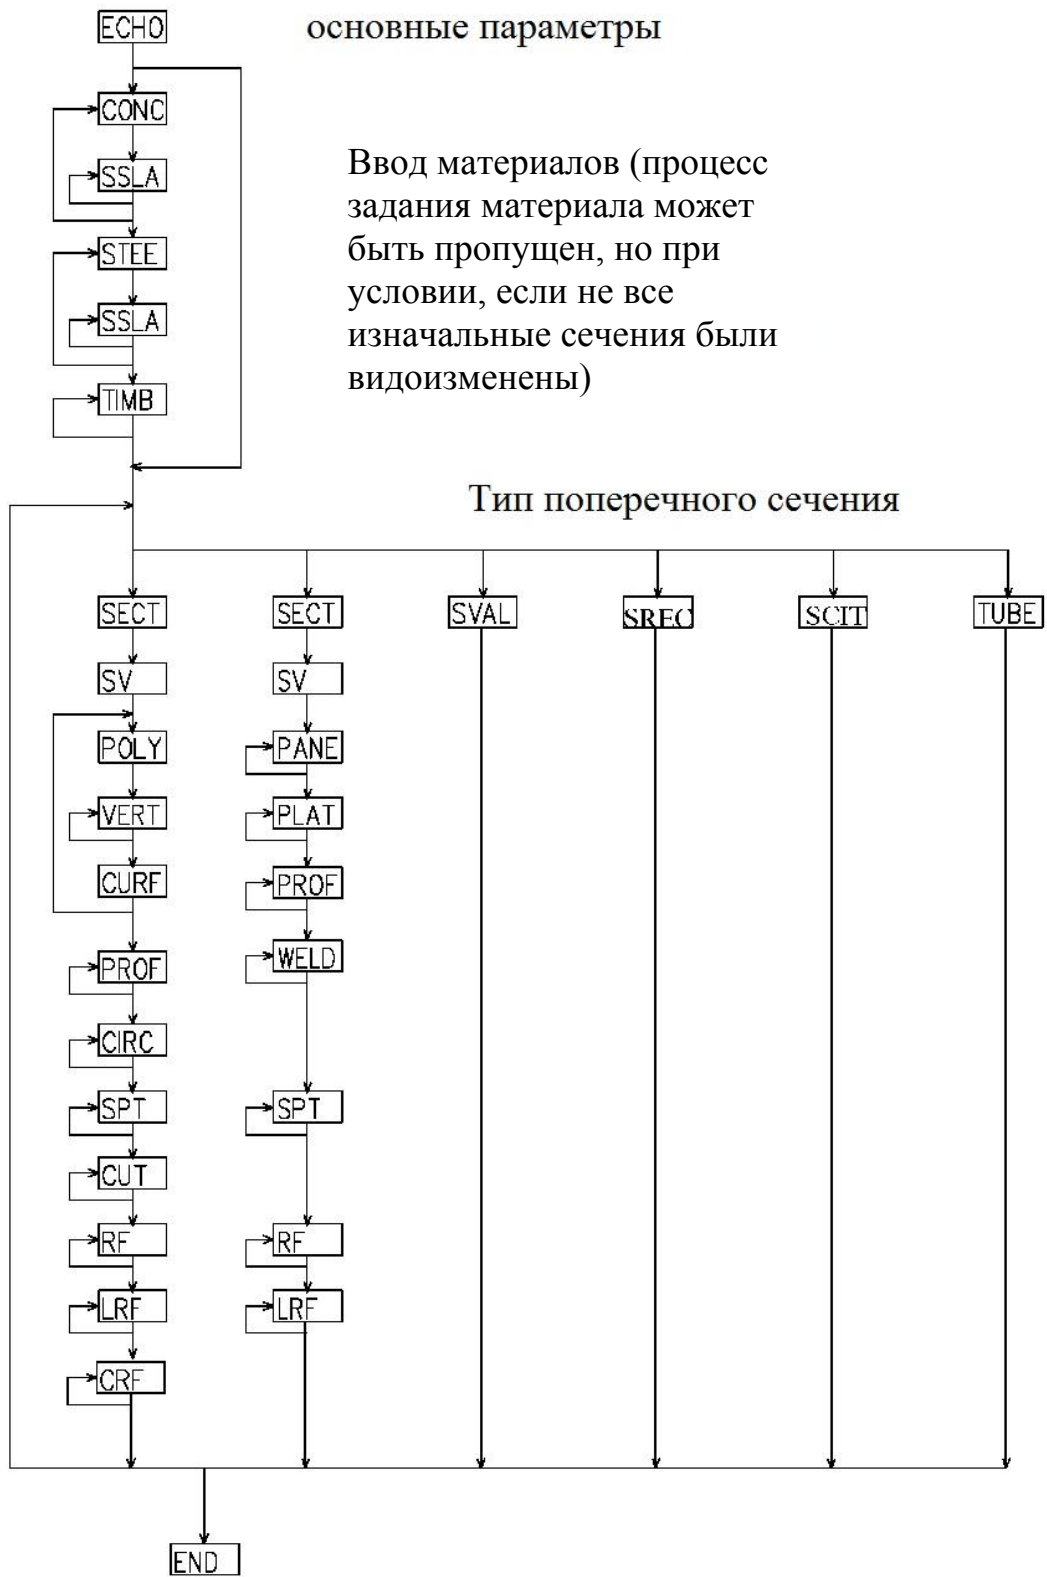 ECHO
основные параметры
CONC
SSLA
Ввод материалов (процесс
задания материала может
быть пропущен, но при
условии, если не все
изначальные сечения были
видоизменены)
STEE
SSLA
TIMB
Тип поперечного сечения
SECT SECT SVAL SREC SCIT TUBE
SV SV
POLY PANE
VERT PLAT
CURF PROF
PROF WELD
CIRC
SPT SPT
CUT
RF RF
LRF LRF
CRF
END